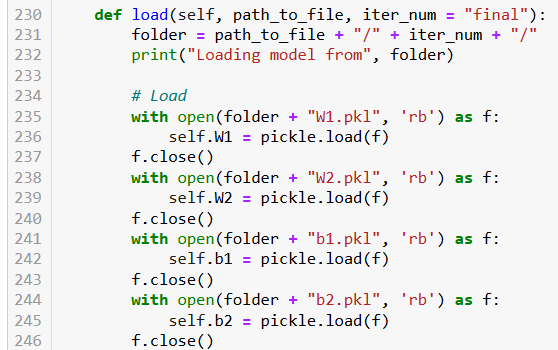 230 def load(self, path_to_file, iter_num = "final"):
231 folder = path_to_file + "/" + iter_num + "/"
232 print("Loading model from", folder)
233
234 # Load
235 with open(folder + "W1.pkl", 'rb') as f:
236 self.W1 = pickle.load(f)
237 f.close()
238 with open(folder + "W2.pkl", 'rb') as f:
239 self.W2 = pickle.load(f)
240 f.close()
241 with open(folder + "b1.pkl", 'rb') as f:
242 self.b1 = pickle.load(f)
243 f.close()
244 with open(folder + "b2.pkl", 'rb') as f:
245 self.b2 = pickle.load(f)
246 f.close()